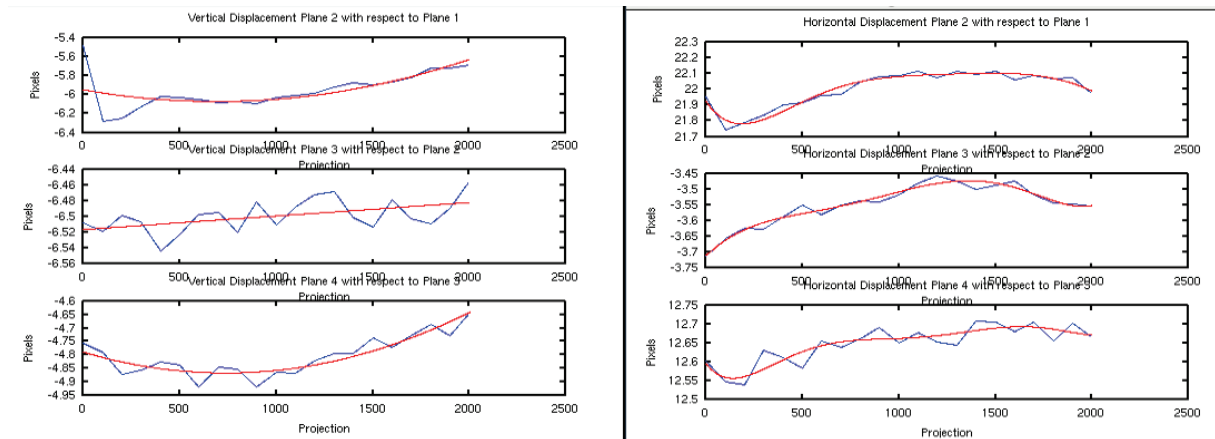 Vertical Displacement Plane 2 with respect to Plane 1
-5.4
-5.6
-5.8
-6
-6.2
-6.4
Pixels
0 500 1000 1500 2000 2500
Projection
Vertical Displacement Plane 3 with respect to Plane 2
-6.44
-6.46
-6.48
-6.5
-6.52
-6.54
-6.56
Pixels
0 500 1000 1500 2000 2500
Projection
Vertical Displacement Plane 4 with respect to Plane 3
-4.6
-4.65
-4.7
-4.75
-4.8
-4.85
-4.9
-4.95
Pixels
0 500 1000 1500 2000 2500
Projection
Horizontal Displacement Plane 2 with respect to Plane 1
22.3
22.2
22.1
22
21.9
21.8
21.7
Pixels
0 500 1000 1500 2000 2500
Projection
Horizontal Displacement Plane 3 with respect to Plane 2
-3.45
-3.5
-3.55
-3.6
-3.65
-3.7
-3.75
Pixels
0 500 1000 1500 2000 2500
Projection
Horizontal Displacement Plane 4 with respect to Plane 3
12.75
12.7
12.65
12.6
12.55
12.5
Pixels
0 500 1000 1500 2000 2500
Projection